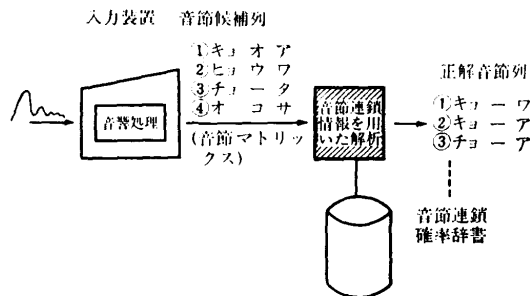 入力装置 音節候補列
①キョ オ ア
②ヒョ ウ ワ
③チョ ー タ
④オ コ サ
(音節マトリッ
クス)
音響処理
音節連鎖
情報を用
いた解析
正解音節列
①キョ ー ワ
②キョ ー ア
③チョ ー ア
音節連鎖
確率辞書